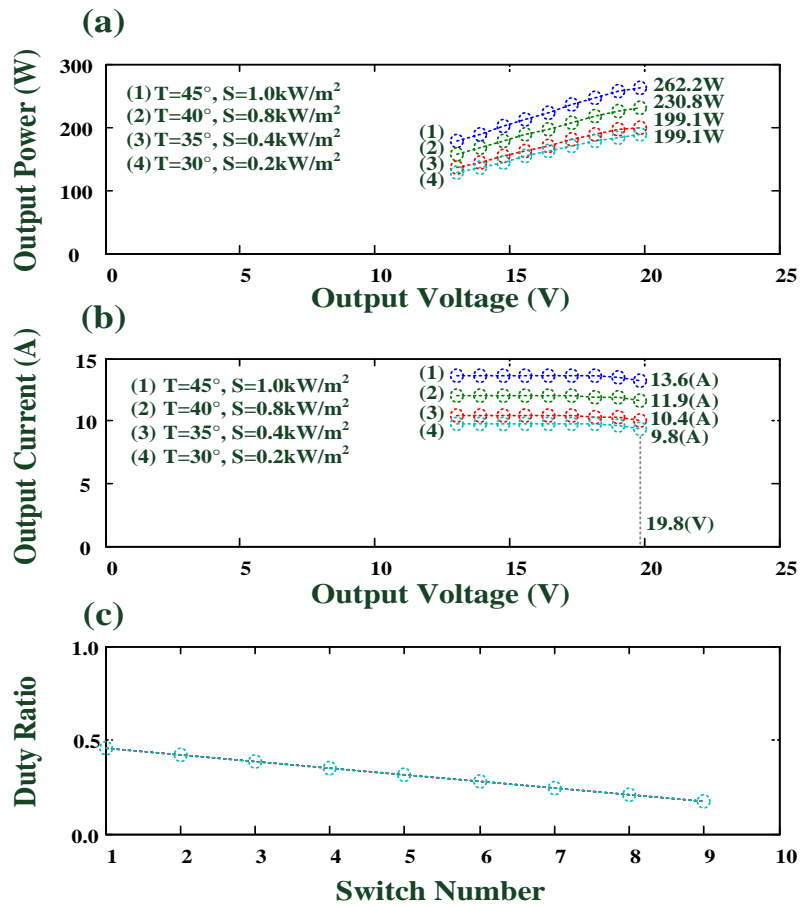 (a)
Output Power (W)
300
200
100
0
(1) T=45°, S=1.0kW/m²
(2) T=40°, S=0.8kW/m²
(3) T=35°, S=0.4kW/m²
(4) T=30°, S=0.2kW/m²
(1)
(2)
(3)
(4)
262.2W
230.8W
199.1W
199.1W
0 5 10 15 20 25
Output Voltage (V)
(b)
Output Current (A)
15
10
5
0
(1) T=45°, S=1.0kW/m²
(2) T=40°, S=0.8kW/m²
(3) T=35°, S=0.4kW/m²
(4) T=30°, S=0.2kW/m²
(1)
(2)
(3)
(4)
13.6(A)
11.9(A)
10.4(A)
9.8(A)
19.8(V)
0 5 10 15 20 25
Output Voltage (V)
(c)
Duty Ratio
1.0
0.5
0.0
1 2 3 4 5 6 7 8 9 10
Switch Number